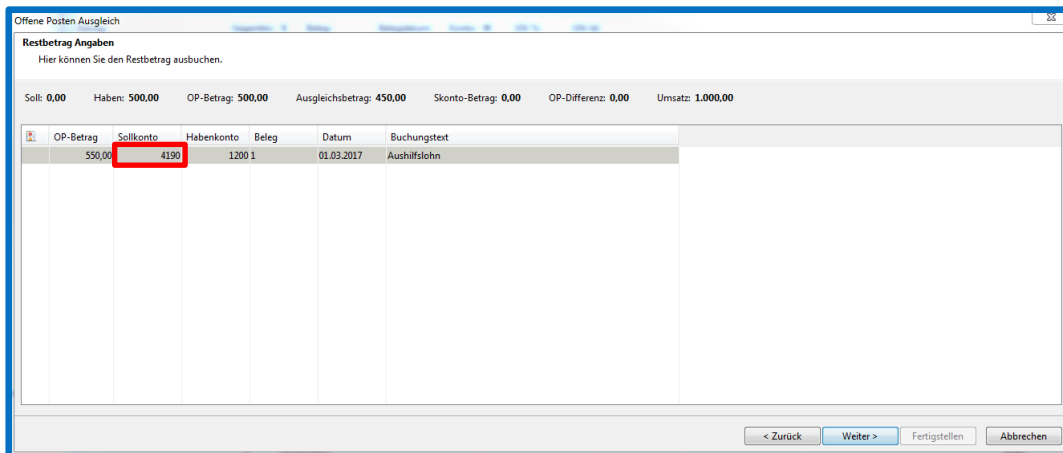 Offene Posten Ausgleich
Restbetrag Angaben
Hier können Sie den Restbetrag ausbuchen.
Soll: 0,00 Haben: 500,00 OP-Betrag: 500,00 Ausgleichsbetrag: 450,00 Skonto-Betrag: 0,00 OP-Differenz: 0,00 Umsatz: 1.000,00
OP-Betrag Sollkonto Habenkonto Beleg Datum Buchungstext
550,00 4190 1200 1 01.03.2017 Aushilfslohn
< Zurück Weiter > Fertigstellen Abbrechen